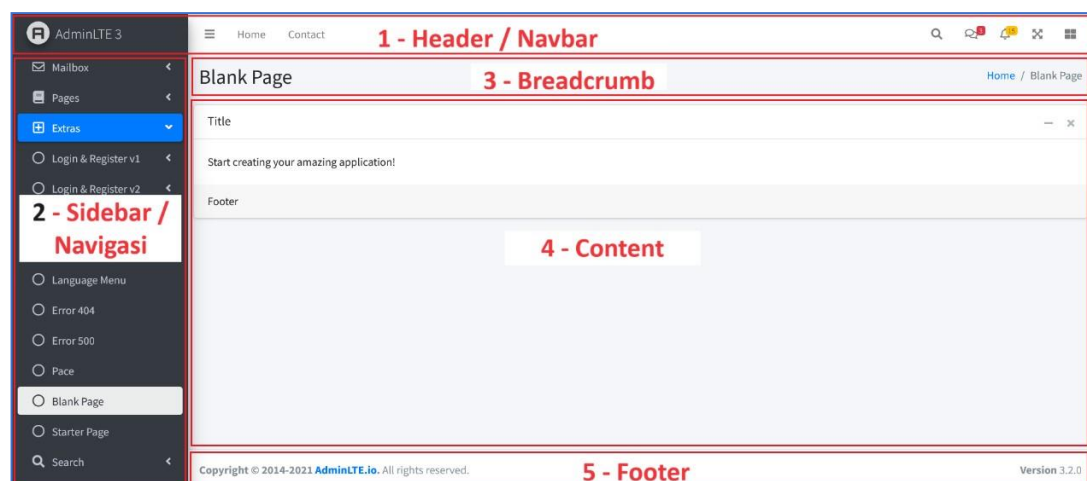 AdminLTE 3
Home Contact
1 - Header / Navbar
3
15
Mailbox
Pages
Extras
Login & Register v1
Login & Register v2
2 - Sidebar /
Navigasi
Language Menu
Error 404
Error 500
Pace
Blank Page
Starter Page
Search
Blank Page
3 - Breadcrumb
Home / Blank Page
Title
Start creating your amazing application!
Footer
4 - Content
Copyright © 2014-2021 AdminLTE.io. All rights reserved.
5 - Footer
Version 3.2.0